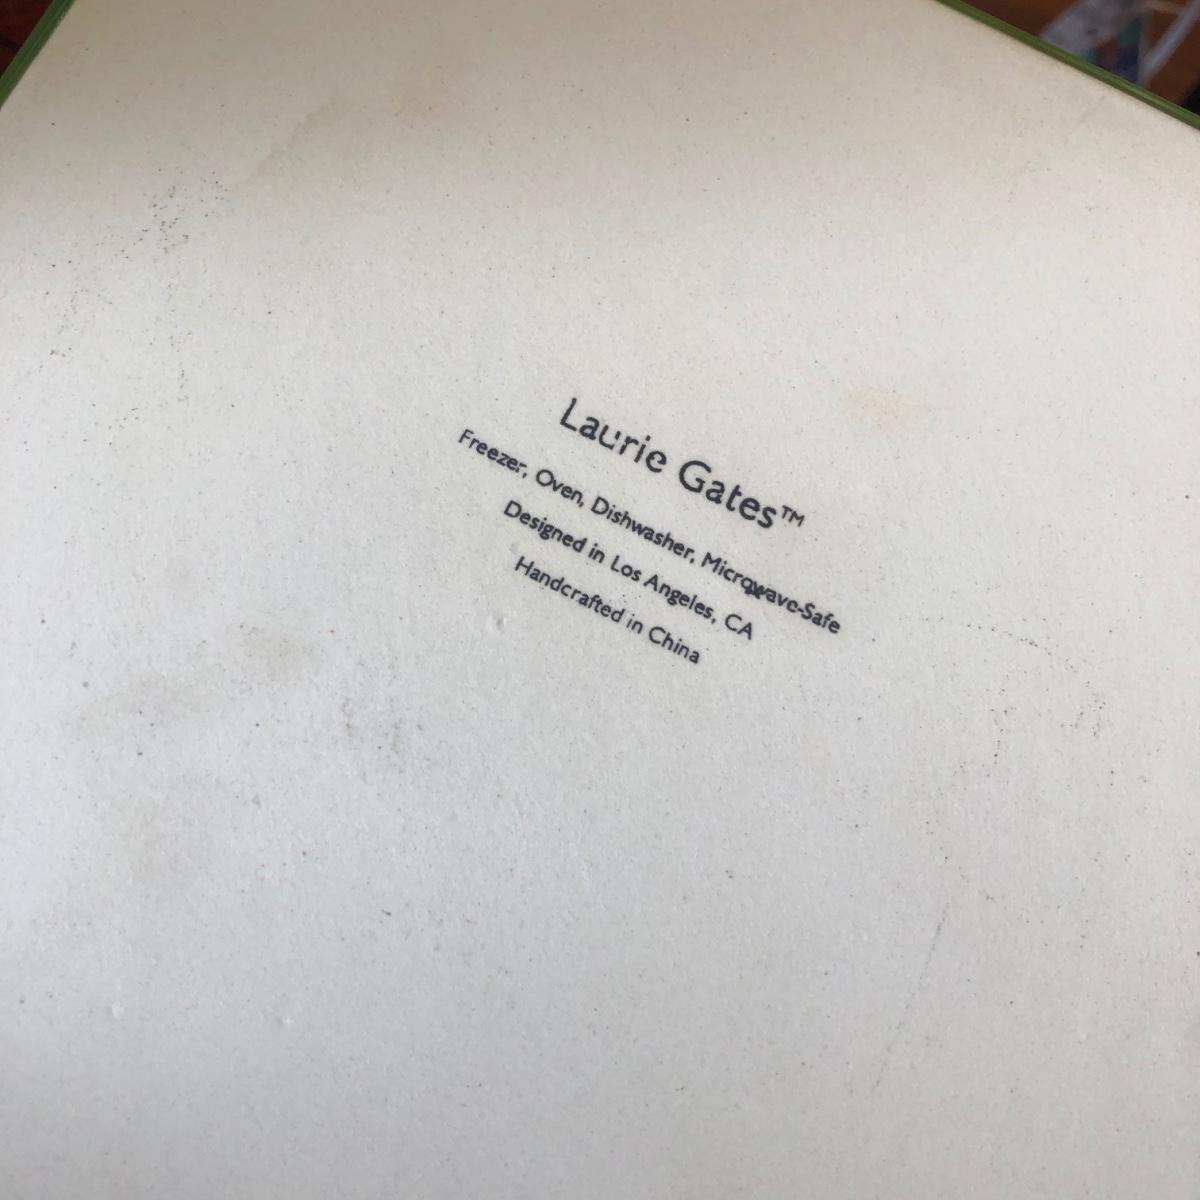 Laurie Gates™
Freezer, Oven, Dishwasher, Microwave-Safe
Designed in Los Angeles, CA
Handcrafted in China